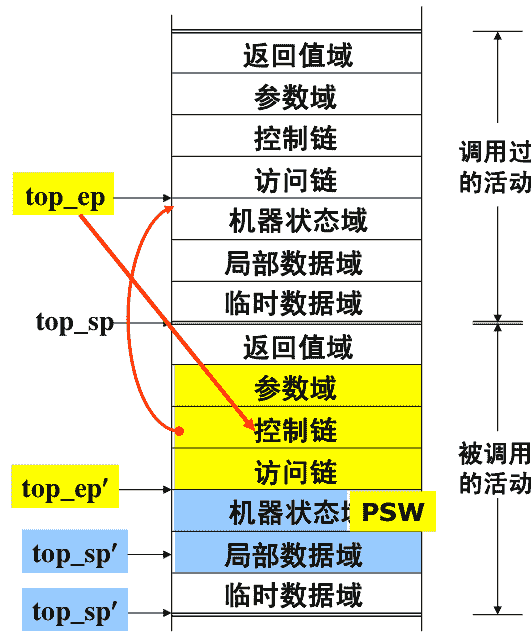 返回值域
参数域
控制链
访问链
top_ep
机器状态域
局部数据域
临时数据域
调用过
的活动
top_sp
返回值域
参数域
控制链
访问链
top_ep′
机器状态
PSW
top_sp′
局部数据域
临时数据域
top_sp′
被调用
的活动